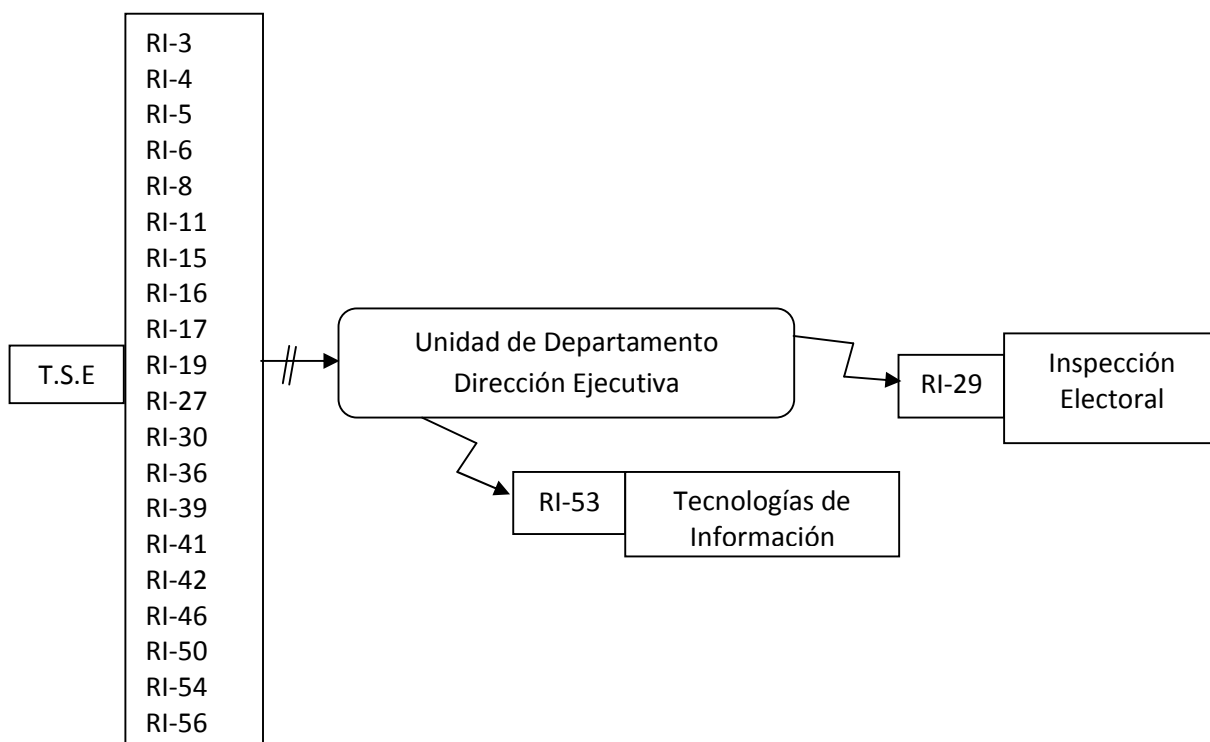 T.S.E
RI-3
RI-4
RI-5
RI-6
RI-8
RI-11
RI-15
RI-16
RI-17
RI-19
RI-27
RI-30
RI-36
RI-39
RI-41
RI-42
RI-46
RI-50
RI-54
RI-56
Unidad de Departamento
Dirección Ejecutiva
RI-29
Inspección
Electoral
RI-53
Tecnologías de
Información